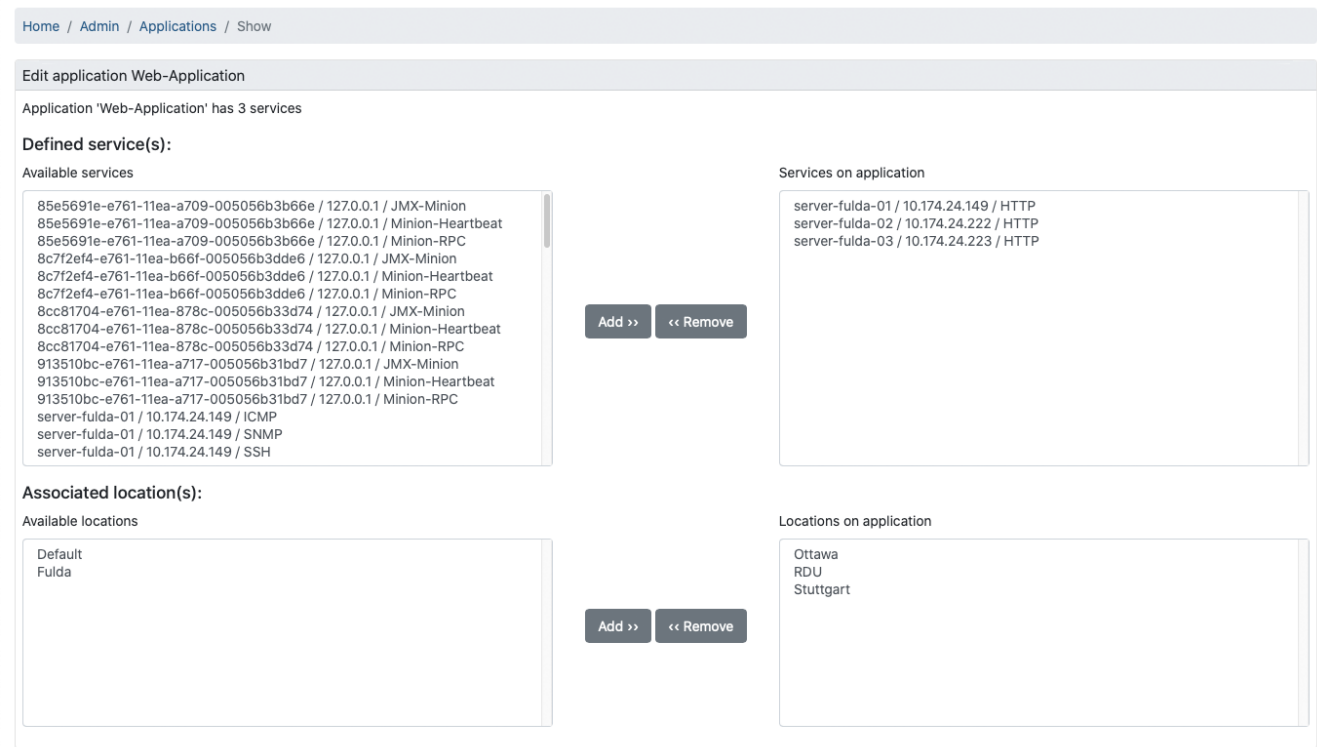 Home / Admin / Applications / Show
Edit application Web-Application
Application 'Web-Application' has 3 services
Defined service(s):
Available services
85e5691e-e761-11ea-a709-005056b3b66e / 127.0.0.1 / JMX-Minion
85e5691e-e761-11ea-a709-005056b3b66e / 127.0.0.1 / Minion-Heartbeat
85e5691e-e761-11ea-a709-005056b3b66e / 127.0.0.1 / Minion-RPC
8c7f2ef4-e761-11ea-b66f-005056b3dde6 / 127.0.0.1 / JMX-Minion
8c7f2ef4-e761-11ea-b66f-005056b3dde6 / 127.0.0.1 / Minion-Heartbeat
8c7f2ef4-e761-11ea-b66f-005056b3dde6 / 127.0.0.1 / Minion-RPC
8cc81704-e761-11ea-878c-005056b33d74 / 127.0.0.1 / JMX-Minion
8cc81704-e761-11ea-878c-005056b33d74 / 127.0.0.1 / Minion-Heartbeat
8cc81704-e761-11ea-878c-005056b33d74 / 127.0.0.1 / Minion-RPC
913510bc-e761-11ea-a717-005056b31bd7 / 127.0.0.1 / JMX-Minion
913510bc-e761-11ea-a717-005056b31bd7 / 127.0.0.1 / Minion-Heartbeat
913510bc-e761-11ea-a717-005056b31bd7 / 127.0.0.1 / Minion-RPC
server-fulda-01 / 10.174.24.149 / ICMP
server-fulda-01 / 10.174.24.149 / SNMP
server-fulda-01 / 10.174.24.149 / SSH
Add ››
‹‹ Remove
Services on application
server-fulda-01 / 10.174.24.149 / HTTP
server-fulda-02 / 10.174.24.222 / HTTP
server-fulda-03 / 10.174.24.223 / HTTP
Associated location(s):
Available locations
Default
Fulda
Add ››
‹‹ Remove
Locations on application
Ottawa
RDU
Stuttgart